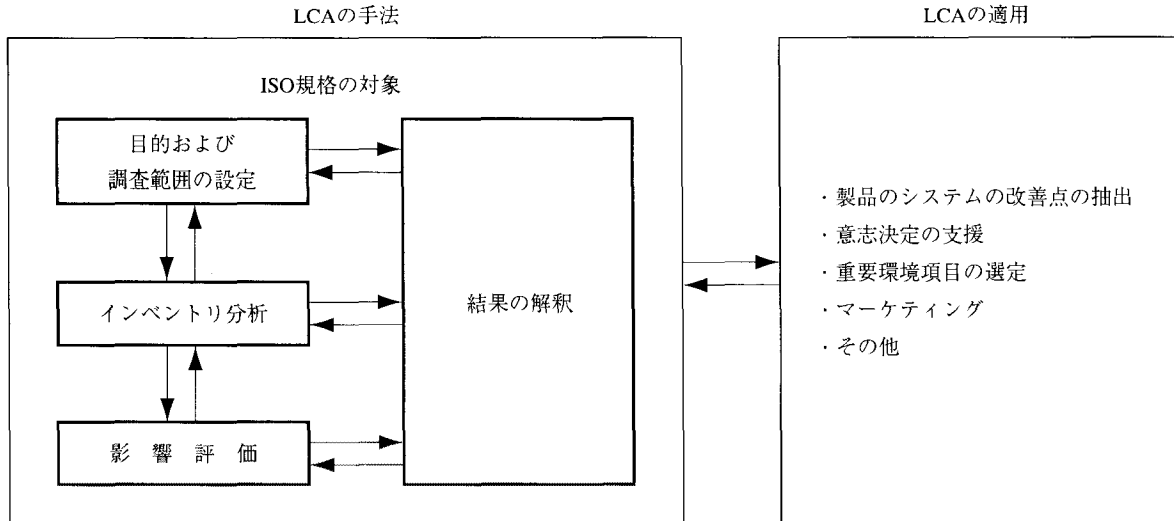 LCAの手法
LCAの適用
ISO規格の対象
目的および
調査範囲の設定
インベントリ分析
影響評価
結果の解釈
・製品のシステムの改善点の抽出
・意志決定の支援
・重要環境項目の選定
・マーケティング
・その他